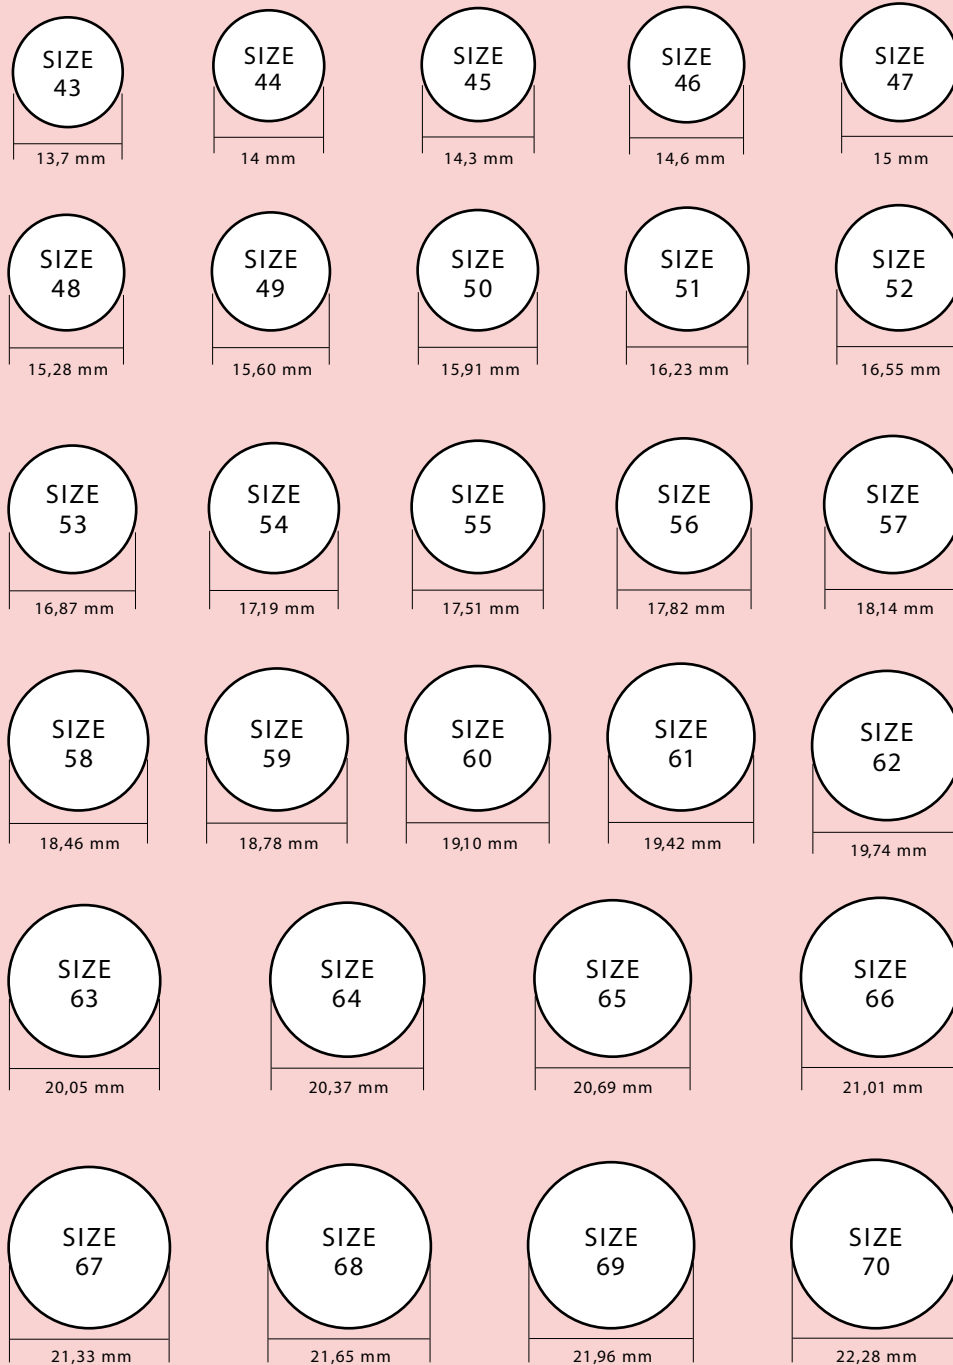 SIZE
43
13,7 mm
SIZE
44
14 mm
SIZE
45
14,3 mm
SIZE
46
14,6 mm
SIZE
47
15 mm
SIZE
48
15,28 mm
SIZE
49
15,60 mm
SIZE
50
15,91 mm
SIZE
51
16,23 mm
SIZE
52
16,55 mm
SIZE
53
16,87 mm
SIZE
54
17,19 mm
SIZE
55
17,51 mm
SIZE
56
17,82 mm
SIZE
57
18,14 mm
SIZE
58
18,46 mm
SIZE
59
18,78 mm
SIZE
60
19,10 mm
SIZE
61
19,42 mm
SIZE
62
19,74 mm
SIZE
63
20,05 mm
SIZE
64
20,37 mm
SIZE
65
20,69 mm
SIZE
66
21,01 mm
SIZE
67
21,33 mm
SIZE
68
21,65 mm
SIZE
69
21,96 mm
SIZE
70
22,28 mm